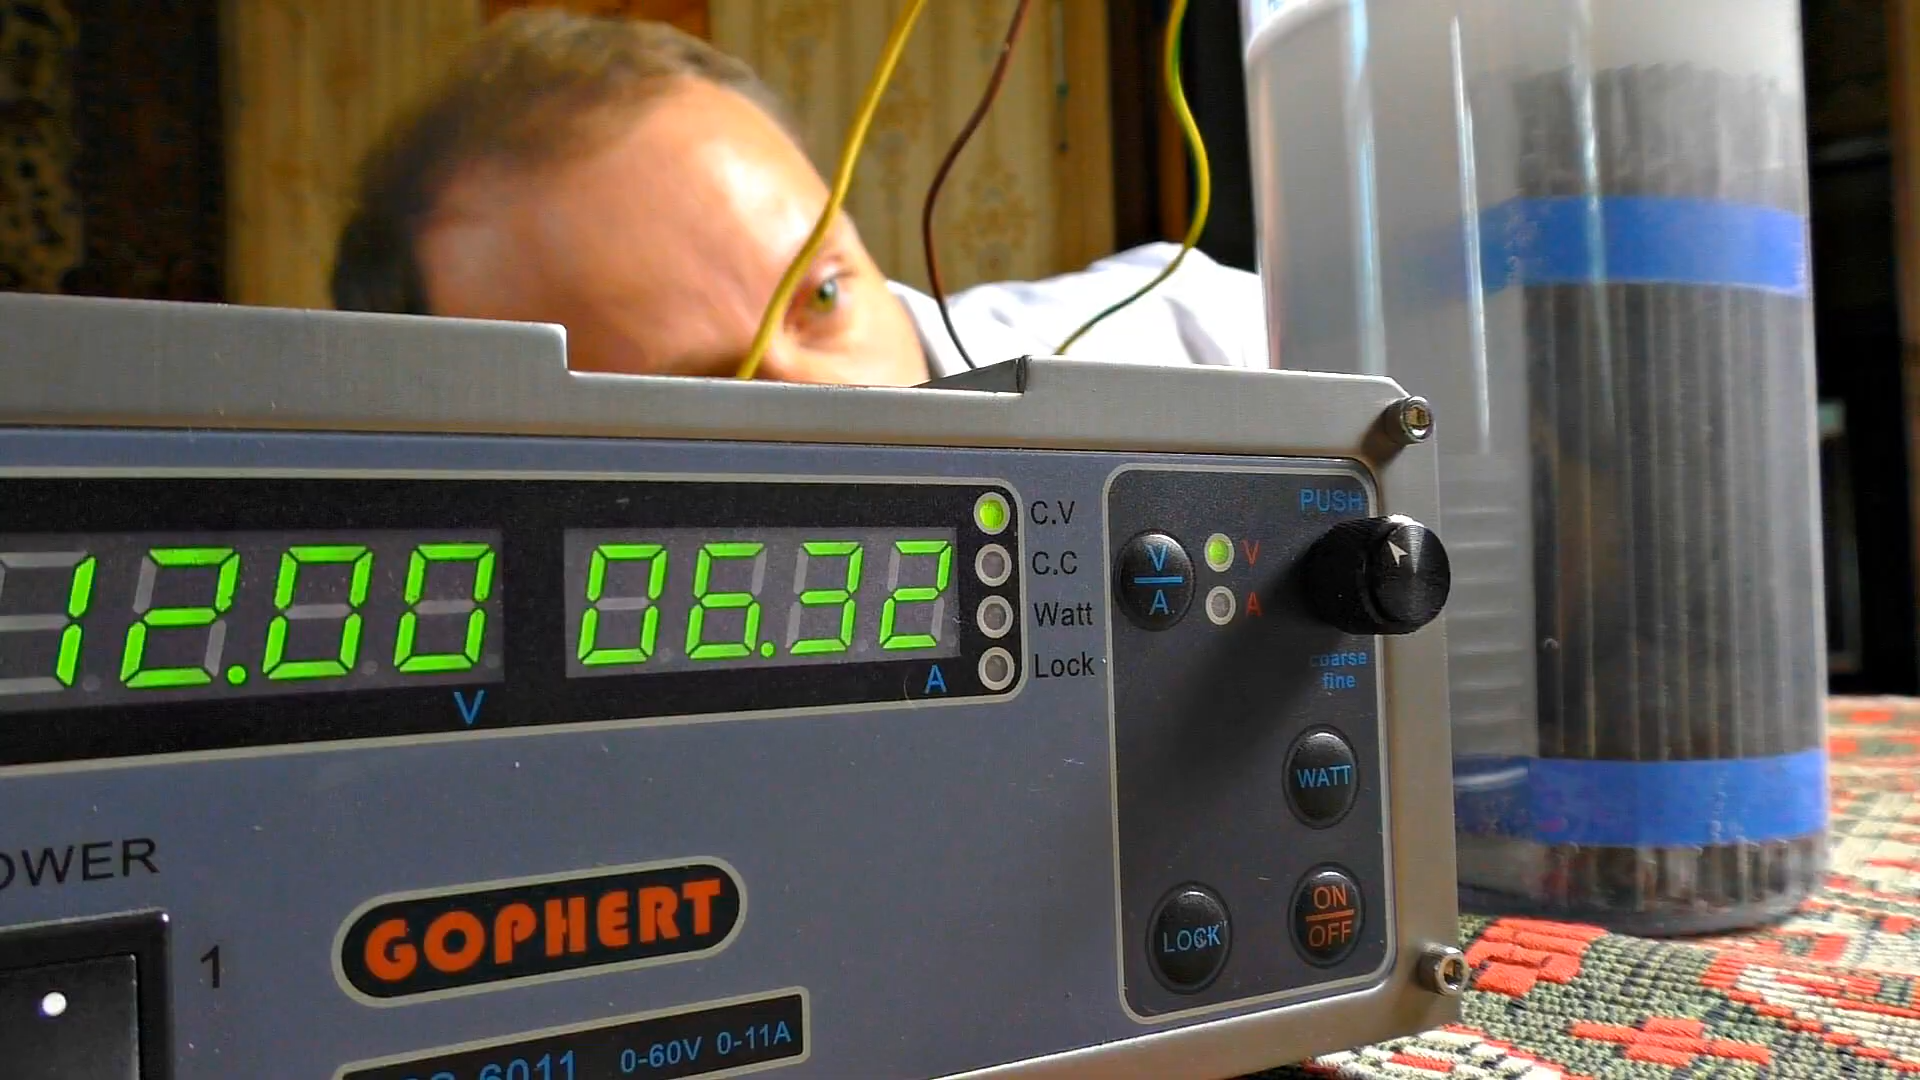 12.00
V
06.32
A
C.V
C.C
Watt
Lock
V
A
V
A
PUSH
coarse
fine
WATT
LOCK
ON
OFF
OWER
1
GOPHERT
6011 0-60V 0-11A